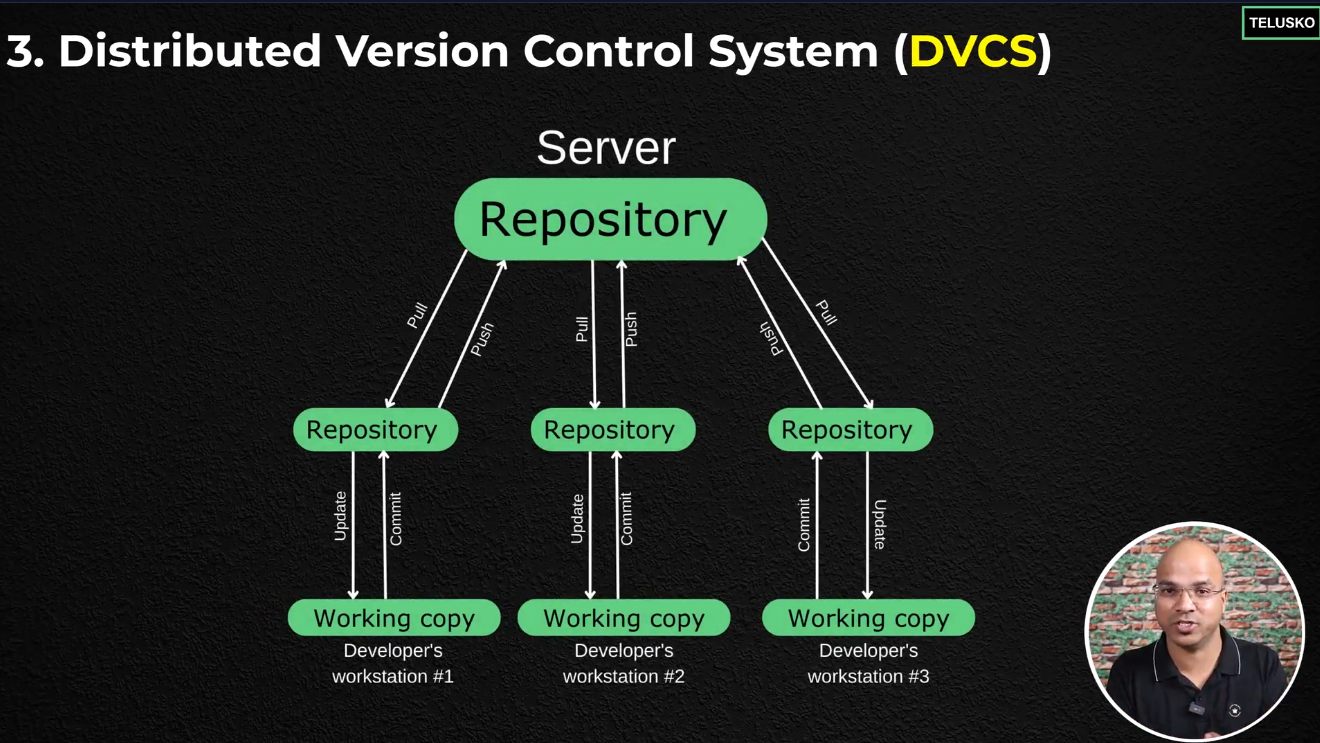 TELUSKO
3. Distributed Version Control System (DVCS)
Server
Repository
Pull
Push
Pull
Push
Push
Pull
Repository
Repository
Repository
Update
Commit
Update
Commit
Commit
Update
Working copy
Working copy
Working copy
Developer's
workstation #1
Developer's
workstation #2
Developer's
workstation #3